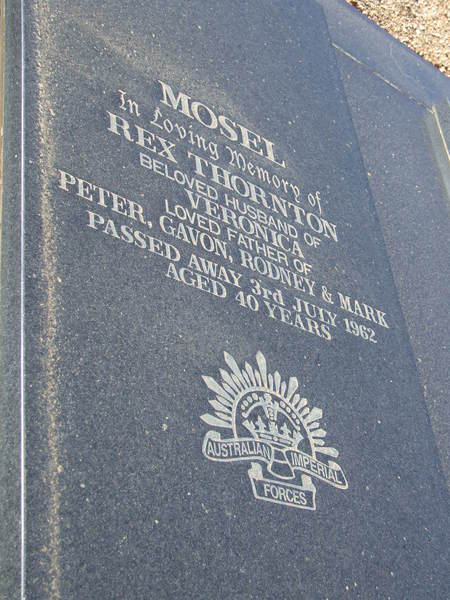 MOSEL
In Loving Memory of
REX THORNTON
BELOVED HUSBAND OF
VERONICA
LOVED FATHER OF
PETER, GAVON, RODNEY & MARK
PASSED AWAY 3rd JULY 1962
AGED 40 YEARS
AUSTRALIAN IMPERIAL
FORCES